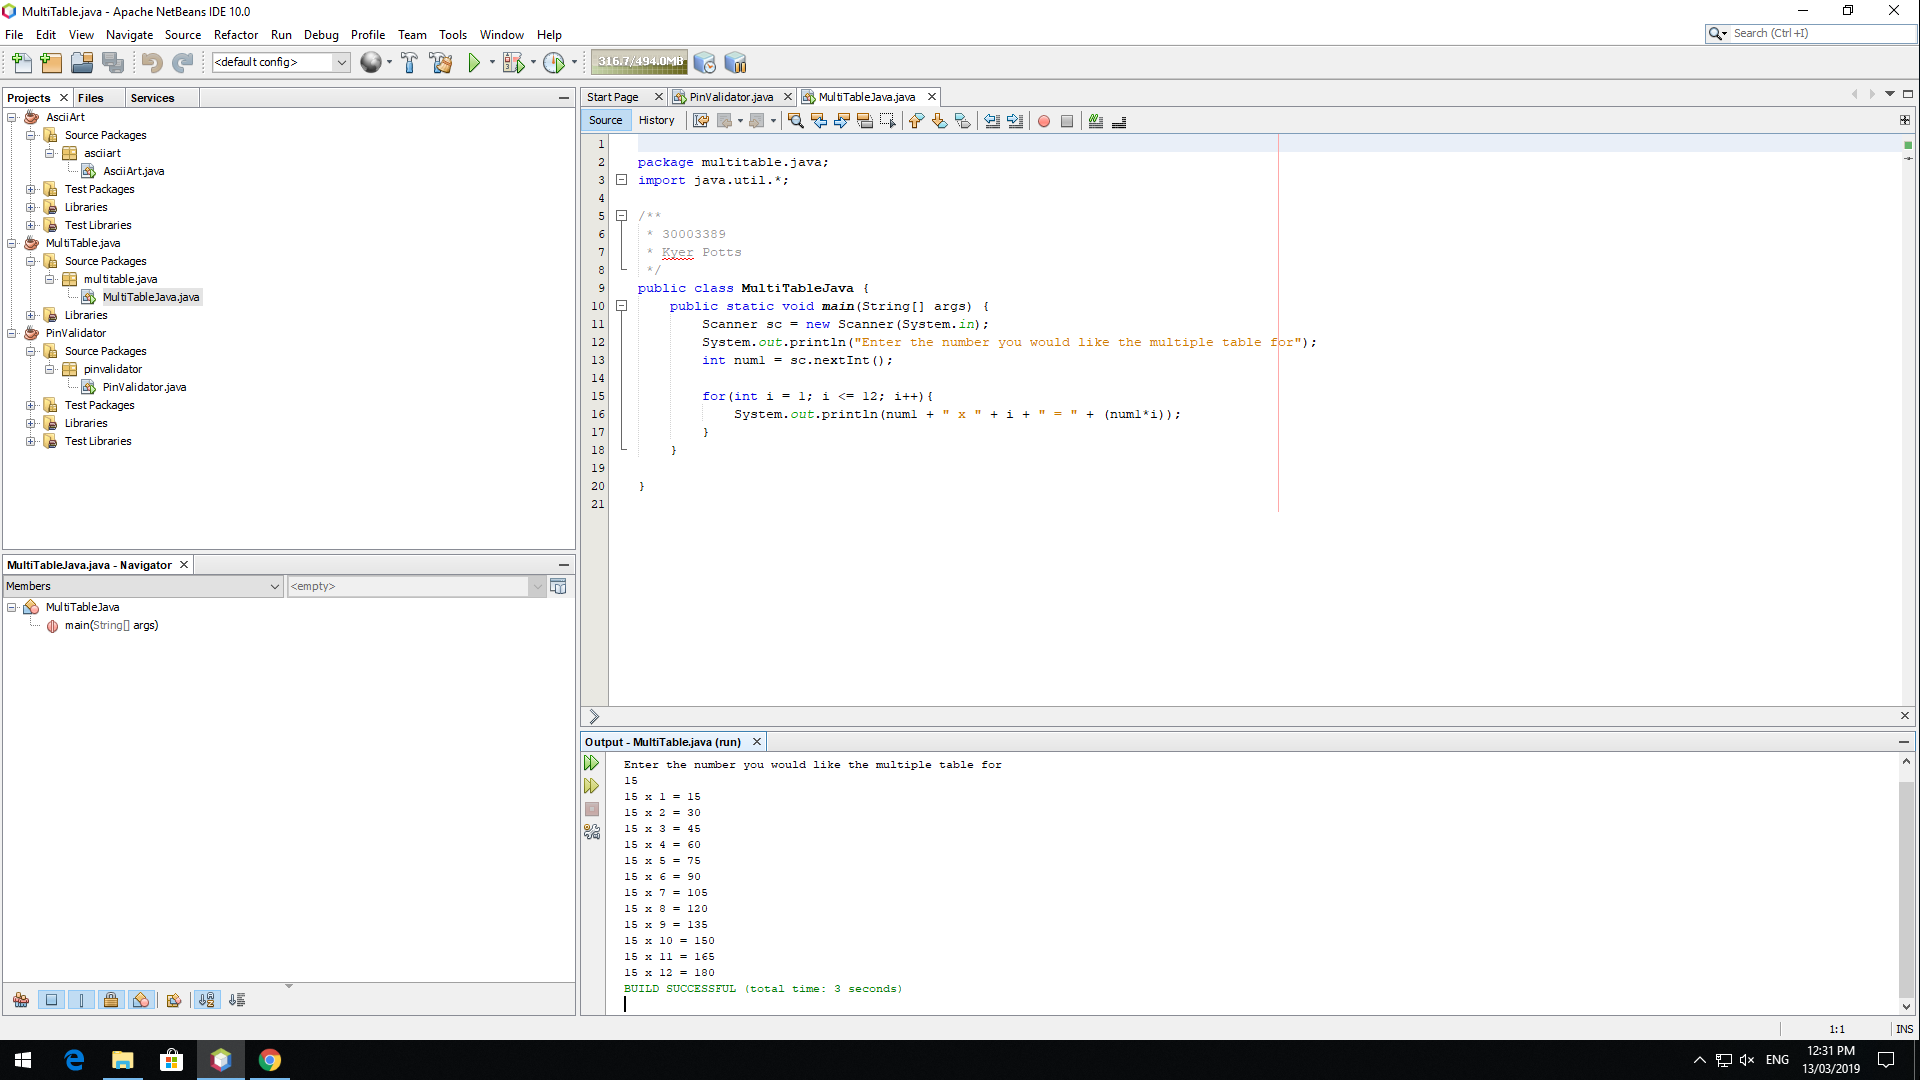 MultiTable.java - Apache NetBeans IDE 10.0
File Edit View Navigate Source Refactor Run Debug Profile Team Tools Window Help
Search (Ctrl+I)
<default config>
316.7/494.0MB
Projects Files Services
AsciiArt
Source Packages
asciiart
AsciiArt.java
Test Packages
Libraries
Test Libraries
MultiTable.java
Source Packages
multitable.java
MultiTableJava.java
Libraries
PinValidator
Source Packages
pinvalidator
PinValidator.java
Test Packages
Libraries
Test Libraries
MultiTableJava.java - Navigator
Members <empty>
MultiTableJava
main(String[] args)
Start Page PinValidator.java MultiTableJava.java
Source History
1
2 package multitable.java;
3 import java.util.*;
4
5 /**
6 * 30003389
7 * Kyer Potts
8 */
9 public class MultiTableJava {
10 public static void main(String[] args) {
11 Scanner sc = new Scanner(System.in);
12 System.out.println("Enter the number you would like the multiple table for");
13 int num1 = sc.nextInt();
14
15 for(int i = 1; i <= 12; i++){
16 System.out.println(num1 + " x " + i + " = " + (num1*i));
17 }
18 }
19
20 }
21
Output - MultiTable.java (run)
Enter the number you would like the multiple table for
15
15 x 1 = 15
15 x 2 = 30
15 x 3 = 45
15 x 4 = 60
15 x 5 = 75
15 x 6 = 90
15 x 7 = 105
15 x 8 = 120
15 x 9 = 135
15 x 10 = 150
15 x 11 = 165
15 x 12 = 180
BUILD SUCCESSFUL (total time: 3 seconds)
1:1 INS
ENG
12:31 PM
13/03/2019